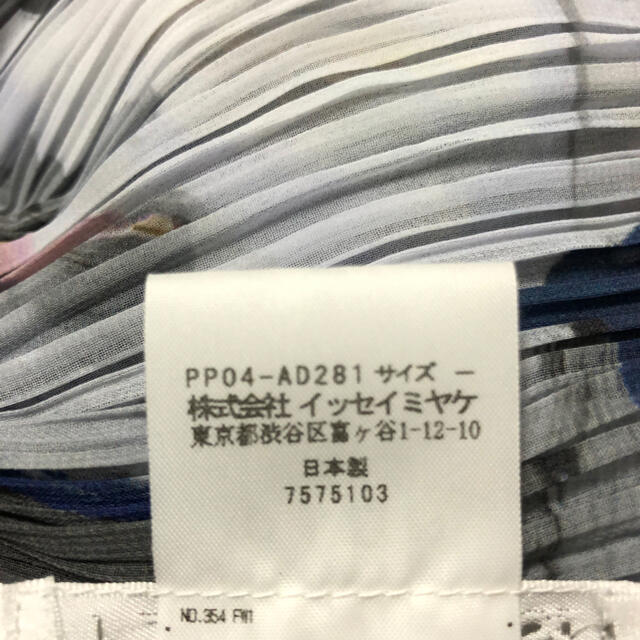 PP04-AD281 サイズ ー
株式会社 イッセイミヤケ
東京都渋谷区富ヶ谷1-12-10
日本製
7575103
NO.354 FM1